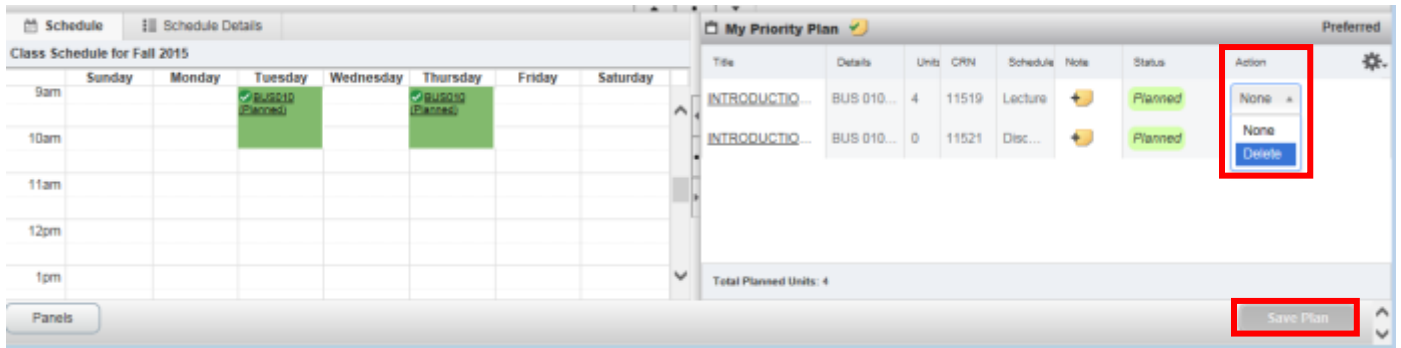 Schedule
Schedule Details
Class Schedule for Fall 2015
Sunday Monday Tuesday Wednesday Thursday Friday Saturday
9am
BUS010
(Planned)
BUS010
(Planned)
10am
11am
12pm
1pm
Panels
My Priority Plan
Preferred
Title Details Units CRN Schedule Note Status Action
INTRODUCTIO... BUS 010... 4 11519 Lecture Planned None
INTRODUCTIO... BUS 010... 0 11521 Disc... Planned
None
Delete
Total Planned Units: 4
Save Plan